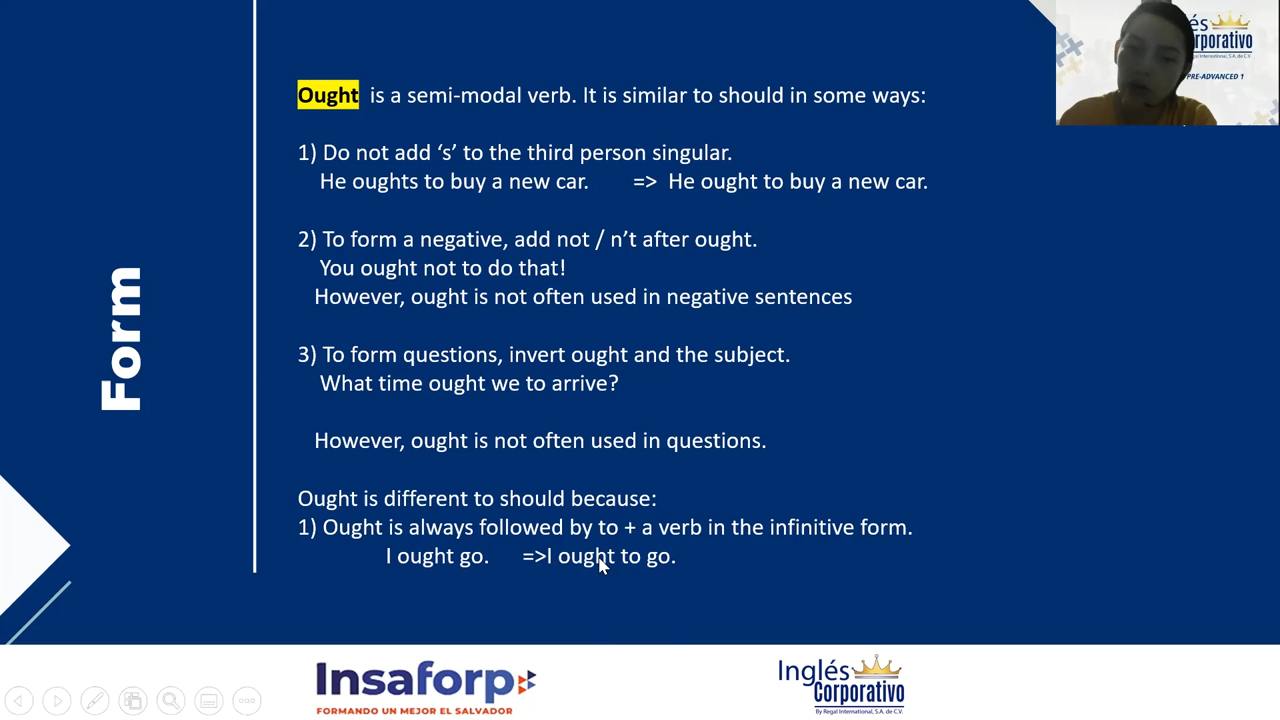 Ought is a semi-modal verb. It is similar to should in some ways:
1) Do not add ‘s’ to the third person singular.
He oughts to buy a new car. => He ought to buy a new car.
2) To form a negative, add not / n’t after ought.
You ought not to do that!
However, ought is not often used in negative sentences
3) To form questions, invert ought and the subject.
What time ought we to arrive?
However, ought is not often used in questions.
Ought is different to should because:
1) Ought is always followed by to + a verb in the infinitive form.
I ought go. =>I ought to go.
Form
és
rporativo
Regal International, S.A. de C.V.
PRE-ADVANCED 1
Insaforp
FORMANDO UN MEJOR EL SALVADOR
Inglés
Corporativo
By Regal International, S.A. de C.V.